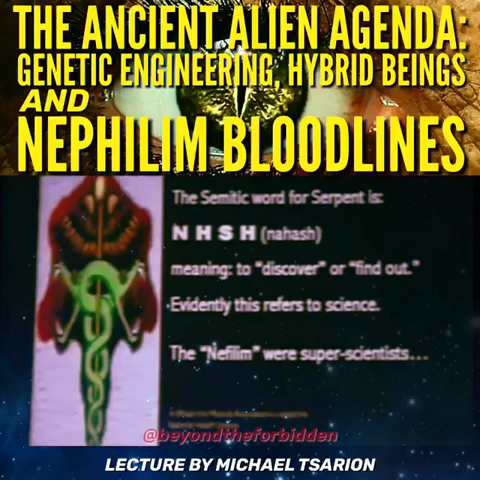 THE ANCIENT ALIEN AGENDA:
GENETIC ENGINEERING, HYBRID BEINGS
AND
NEPHILIM BLOODLINES
The Semitic word for Serpent is:
N H S H (nahash)
meaning: to "discover" or "find out."
Evidently this refers to science.
The "Nefilim" were super-scientists...
@beyondtheforbidden
LECTURE BY MICHAEL TSARION